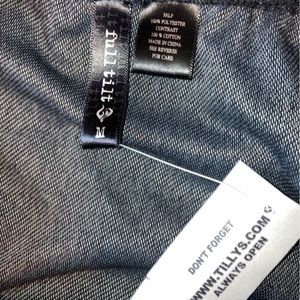 full tilt
M
SELF
100% POLYESTER
CONTRAST
100 % COTTON
MADE IN CHINA
SEE REVERSE
FOR CARE
DON'T FORGET
WWW.TILLYS.COM
ALWAYS OPEN